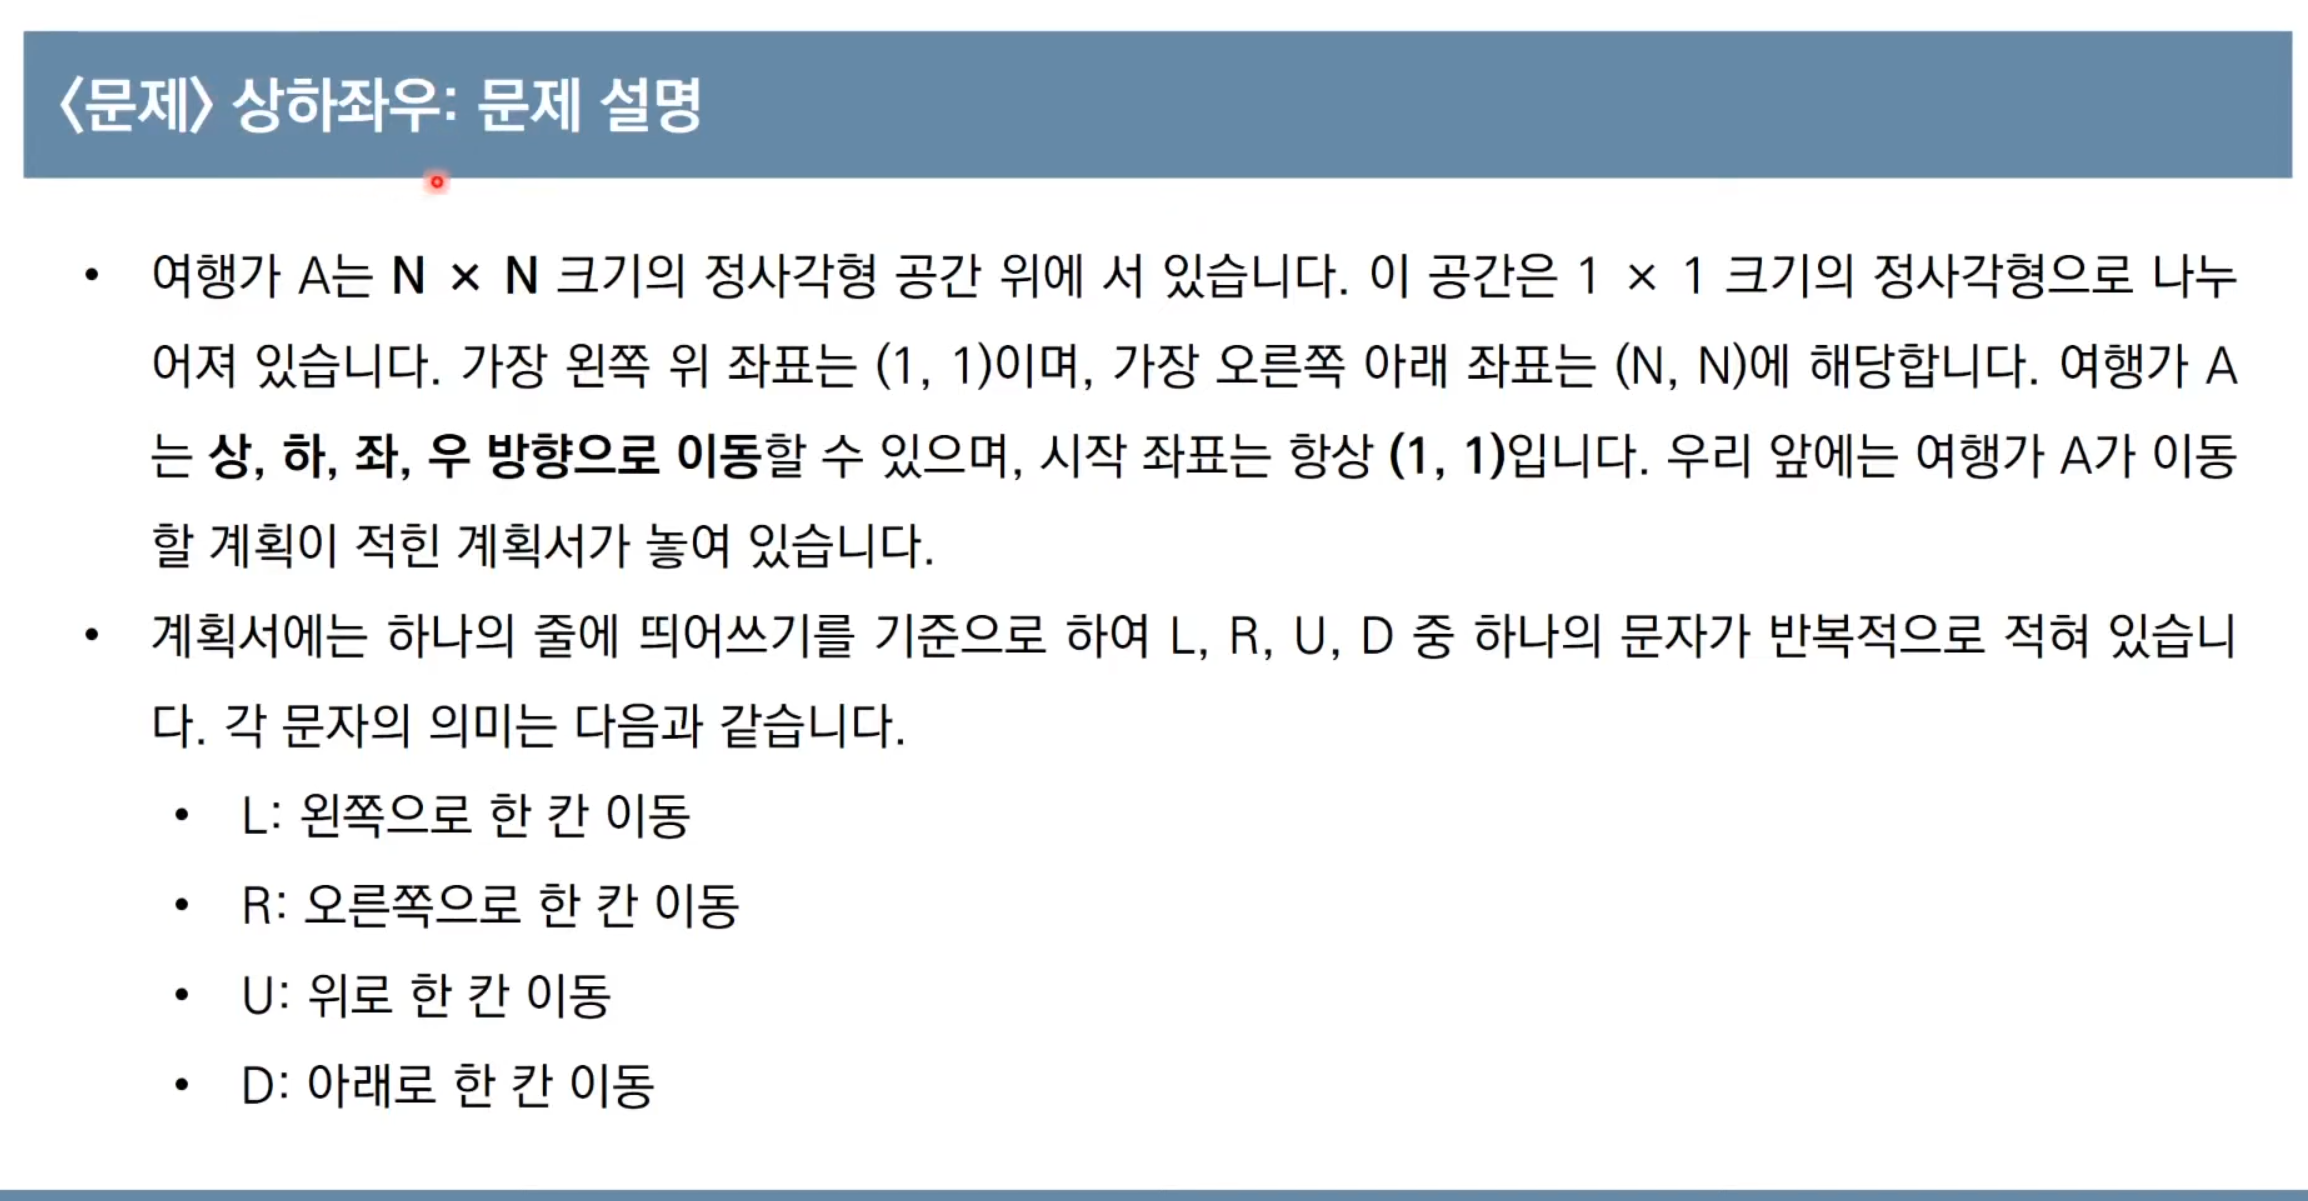 <문제> 상하좌우: 문제 설명
• 여행가 A는 N × N 크기의 정사각형 공간 위에 서 있습니다. 이 공간은 1 × 1 크기의 정사각형으로 나누
어져 있습니다. 가장 왼쪽 위 좌표는 (1, 1)이며, 가장 오른쪽 아래 좌표는 (N, N)에 해당합니다. 여행가 A
는 상, 하, 좌, 우 방향으로 이동할 수 있으며, 시작 좌표는 항상 (1, 1)입니다. 우리 앞에는 여행가 A가 이동
할 계획이 적힌 계획서가 놓여 있습니다.
• 계획서에는 하나의 줄에 띄어쓰기를 기준으로 하여 L, R, U, D 중 하나의 문자가 반복적으로 적혀 있습니
다. 각 문자의 의미는 다음과 같습니다.
• L: 왼쪽으로 한 칸 이동
• R: 오른쪽으로 한 칸 이동
• U: 위로 한 칸 이동
• D: 아래로 한 칸 이동